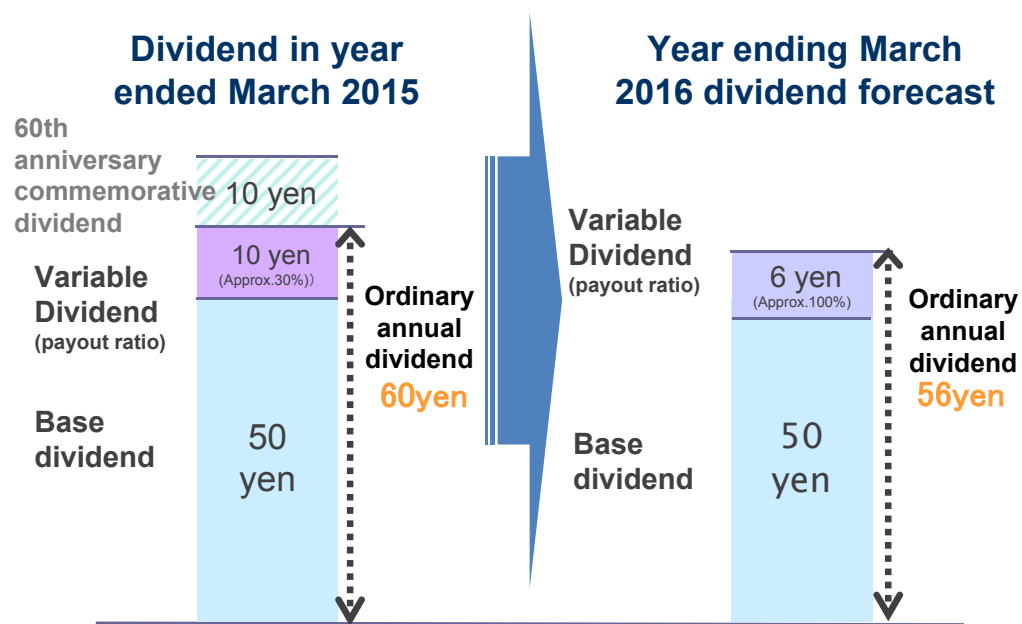 Dividend in year
ended March 2015
60th
anniversary
commemorative
dividend
10 yen
10 yen
(Approx.30%))
Variable
Dividend
(payout ratio)
Ordinary
annual
dividend
60yen
Base
dividend
50
yen
Year ending March
2016 dividend forecast
Variable
Dividend
(payout ratio)
6 yen
(Approx.100%)
Ordinary
annual
dividend
56yen
Base
dividend
50
yen